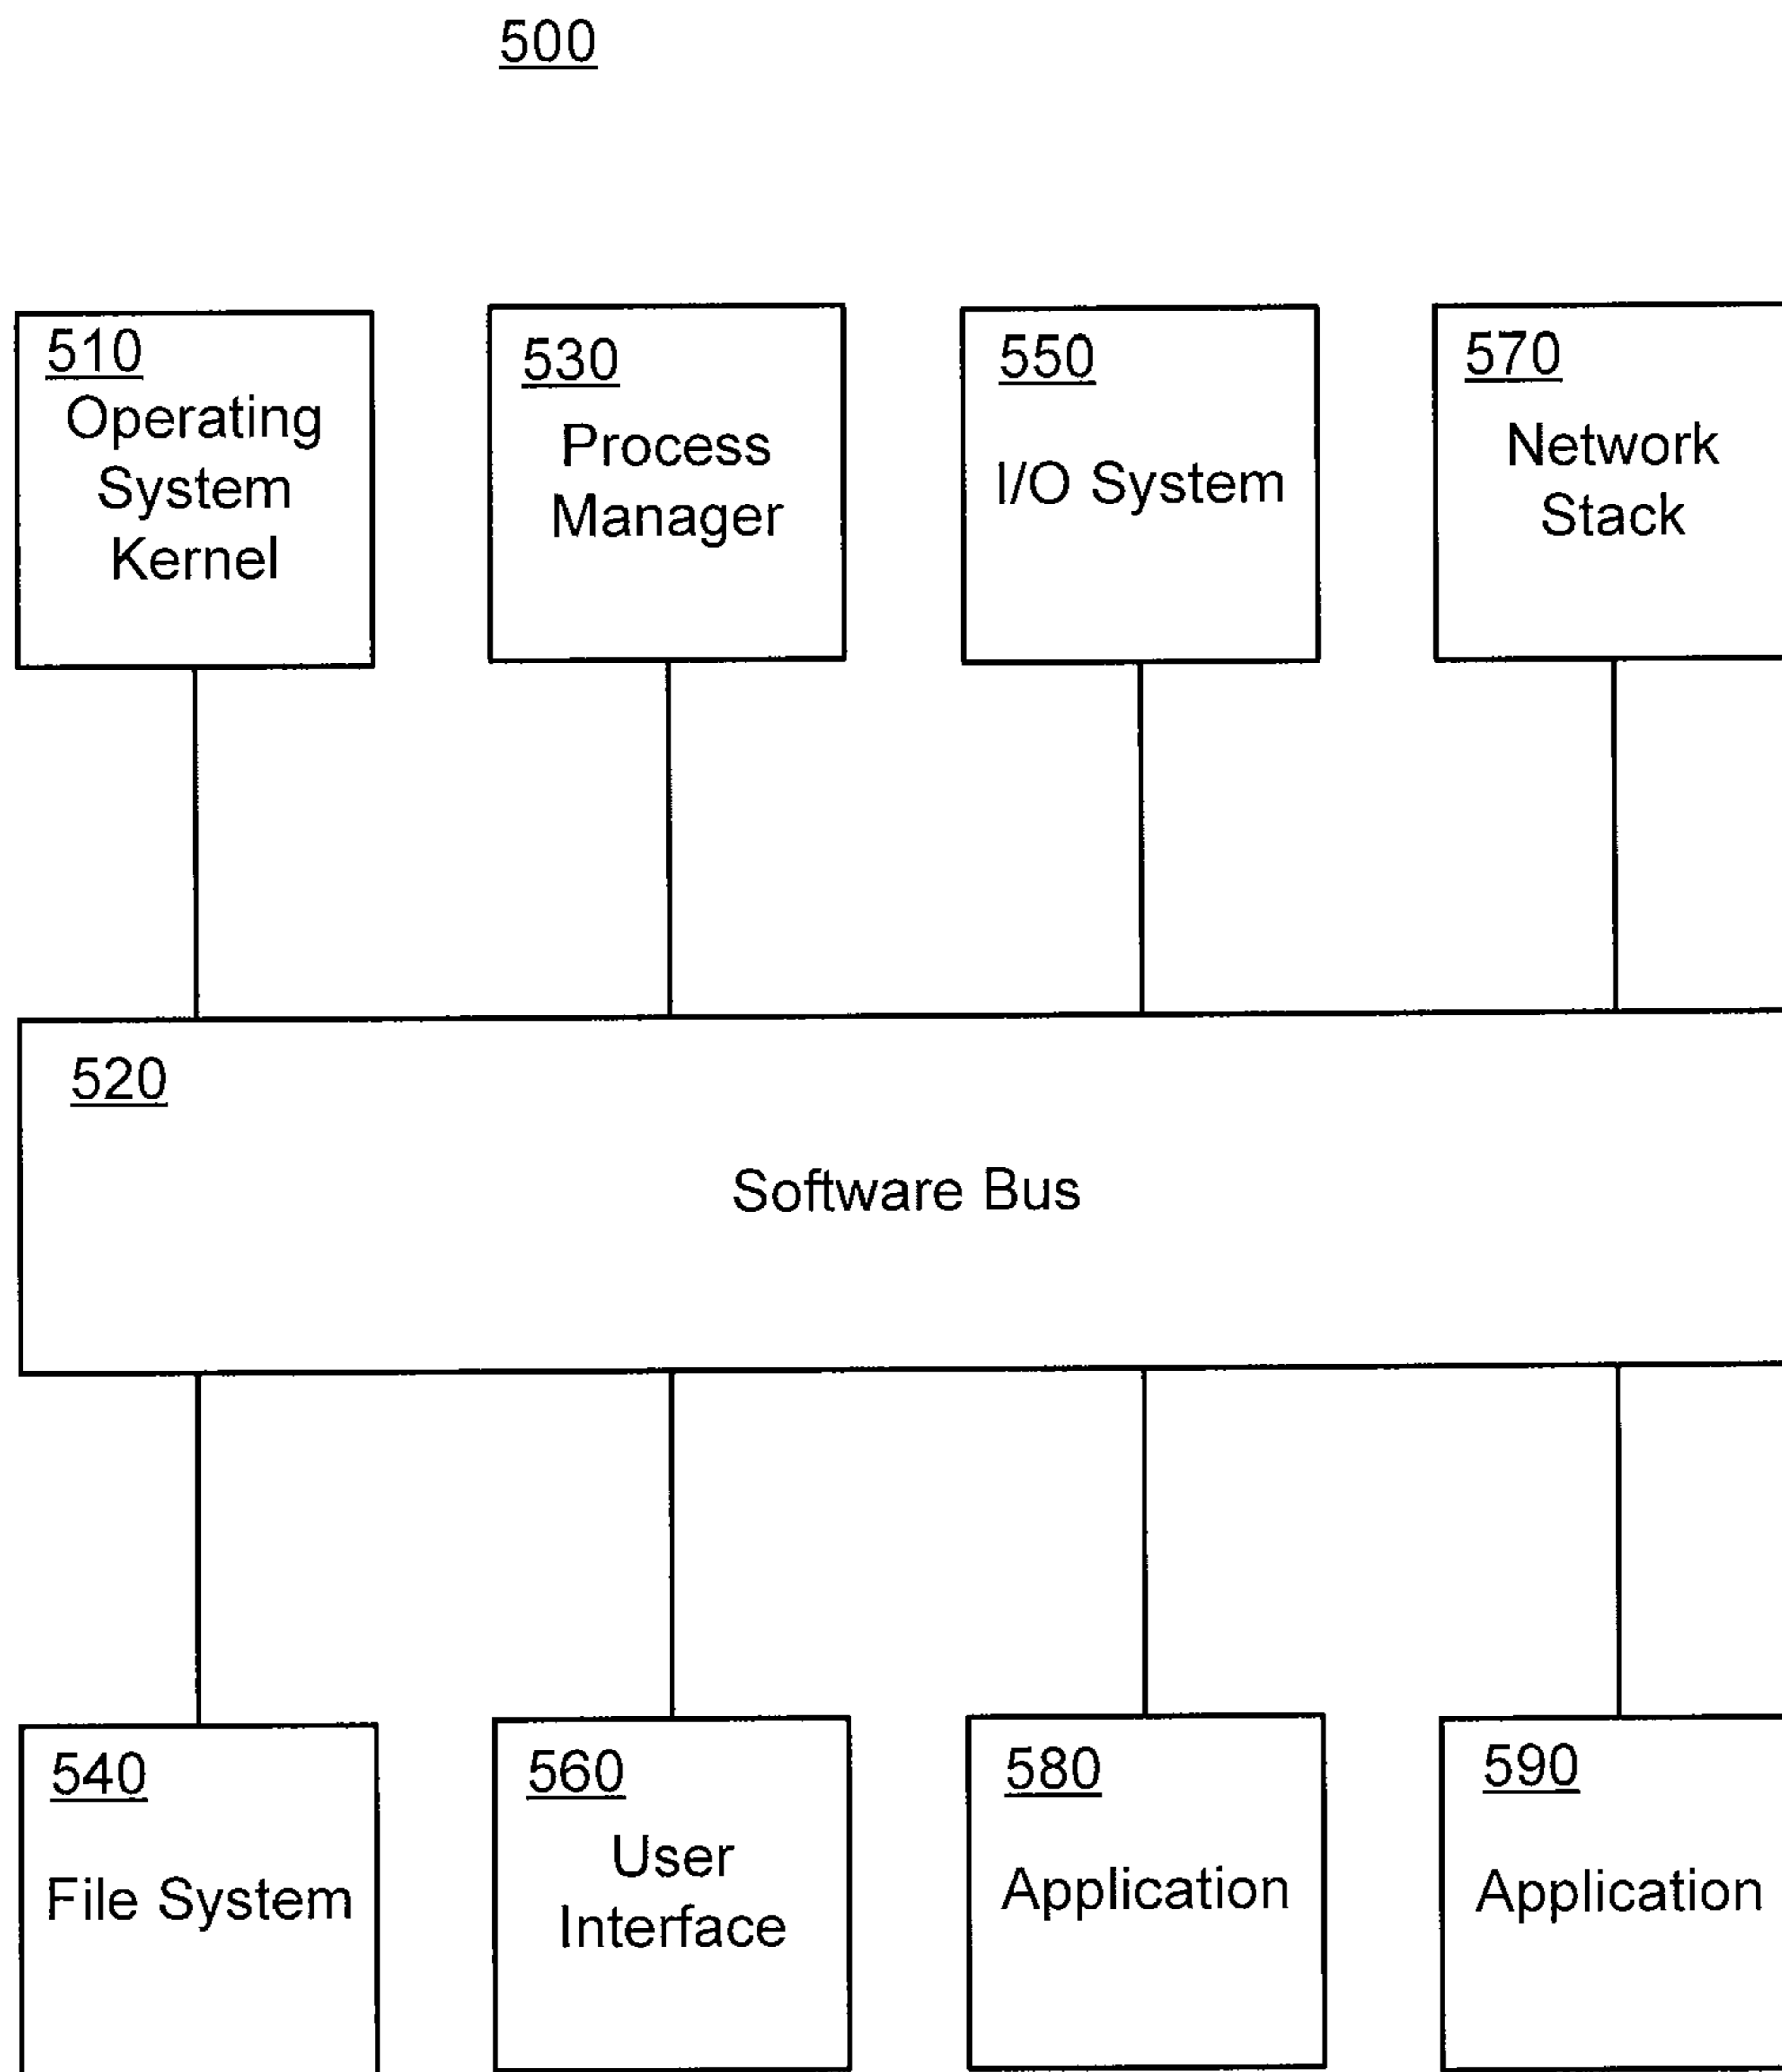 500
510
Operating
System
Kernel
530
Process
Manager
550
I/O System
570
Network
Stack
520
Software Bus
540
File System
560
User
Interface
580
Application
590
Application